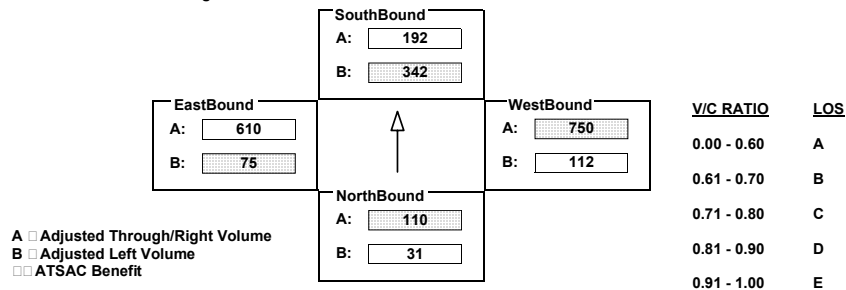 SouthBound
A: 192
B: 342
EastBound
A: 610
B: 75
WestBound
A: 750
B: 112
NorthBound
A: 110
B: 31
A □ Adjusted Through/Right Volume
B □ Adjusted Left Volume
□□ ATSAC Benefit
V/C RATIO LOS
0.00 - 0.60 A
0.61 - 0.70 B
0.71 - 0.80 C
0.81 - 0.90 D
0.91 - 1.00 E